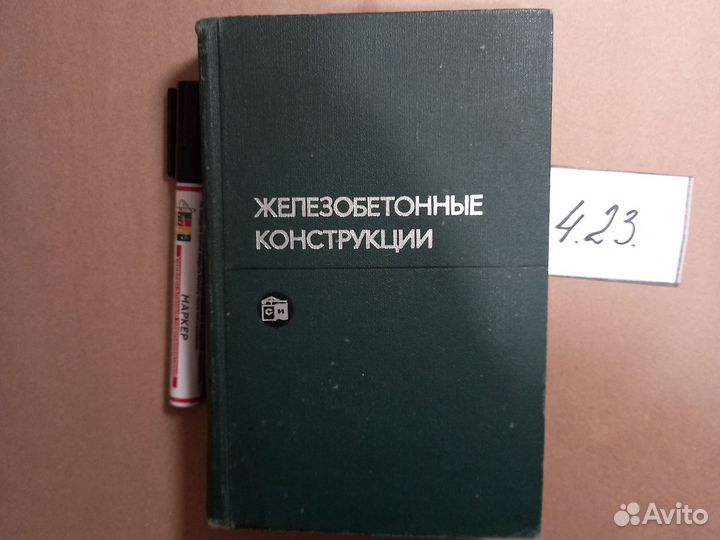 ЖЕЛЕЗОБЕТОННЫЕ
КОНСТРУКЦИИ
СИ
4.23.
МАРКЕР
Avito